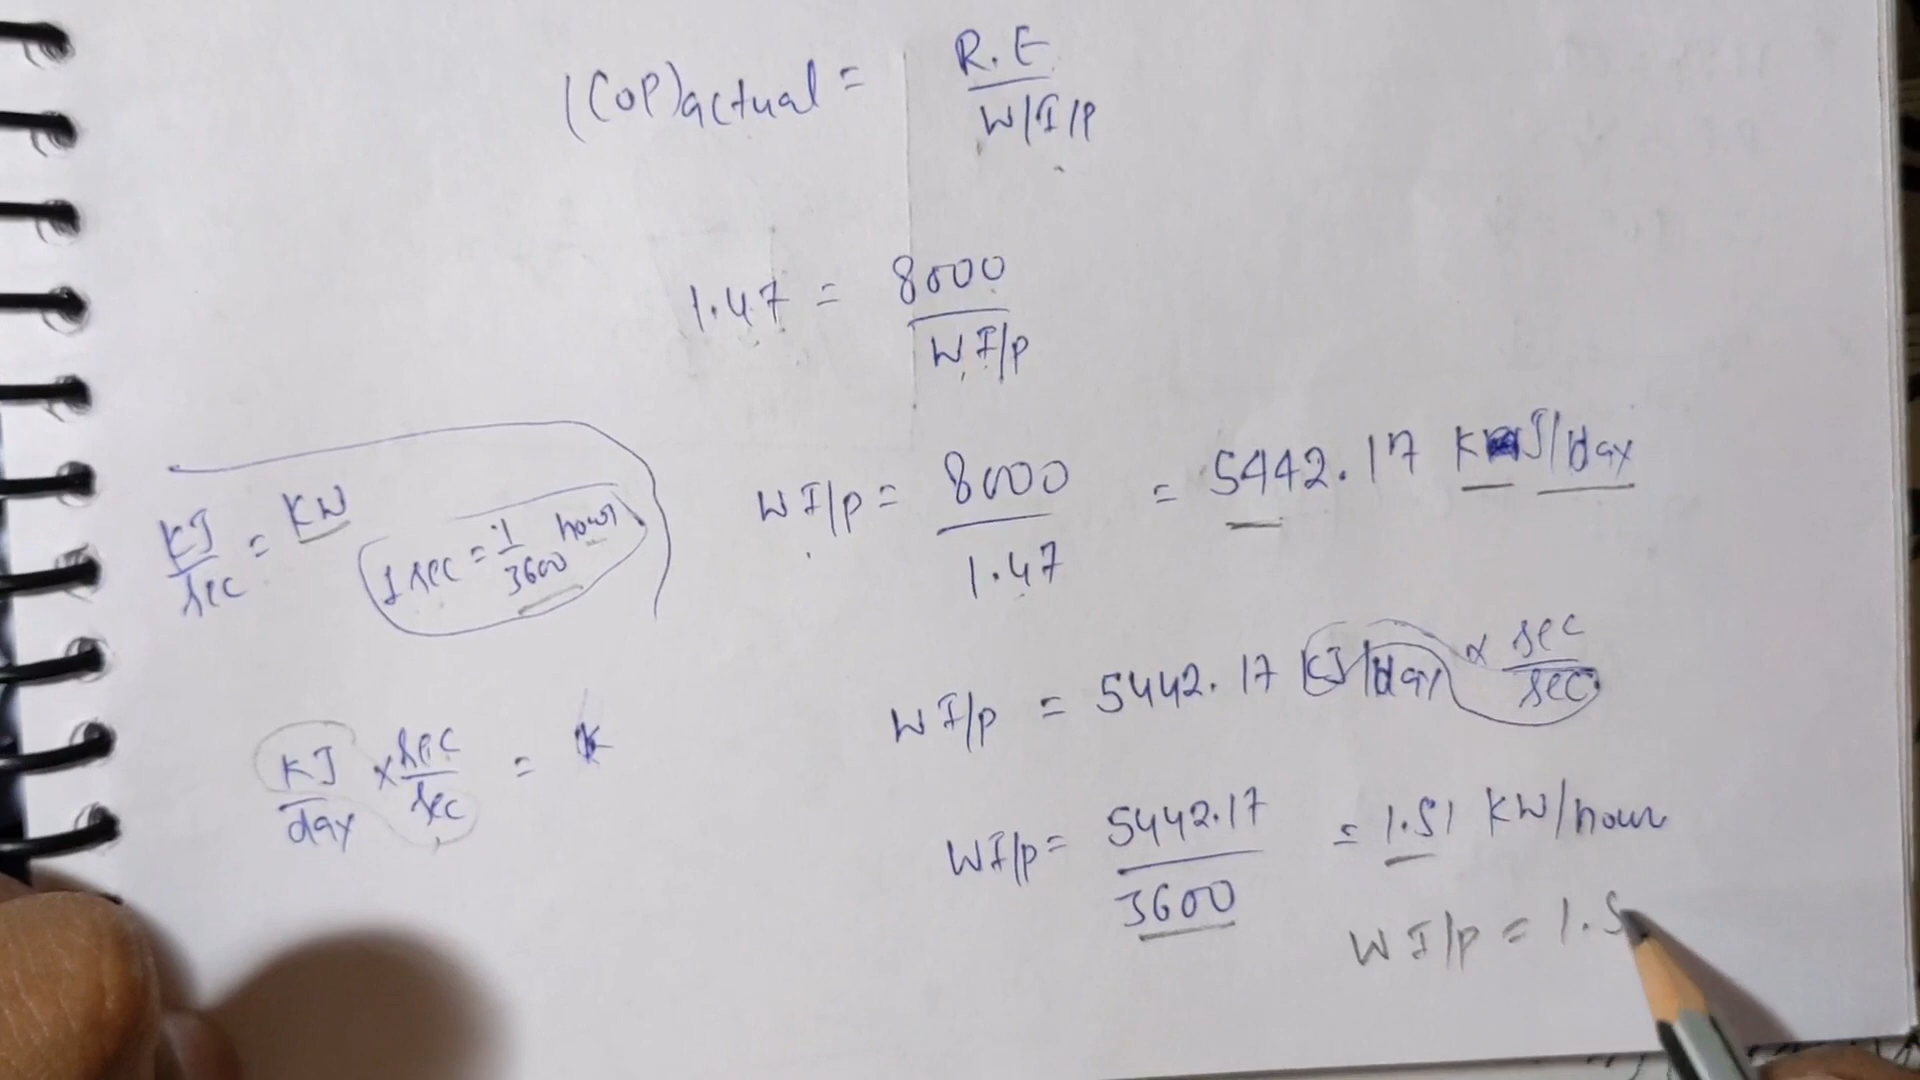 (COP)actual = R.E / W/I/P
1.47 = 8000 / W I/P
W I/P = 8000 / 1.47 = 5442.17 KJ/day
KJ / sec = KW
1 sec = 1 / 3600 hour
W I/P = 5442.17 KJ/day × sec / sec
KJ / day × sec / sec = K
W I/P = 5442.17 / 3600 = 1.51 KW/hour
W I/P = 1.5